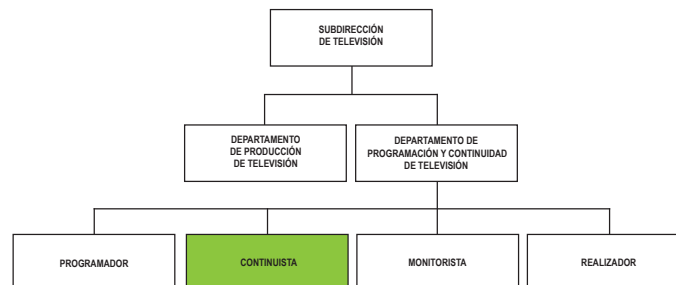 SUBDIRECCIÓN
DE TELEVISIÓN
DEPARTAMENTO
DE PRODUCCIÓN
DE TELEVISIÓN
DEPARTAMENTO DE
PROGRAMACIÓN Y CONTINUIDAD
DE TELEVISIÓN
PROGRAMADOR
CONTINUISTA
MONITORISTA
REALIZADOR